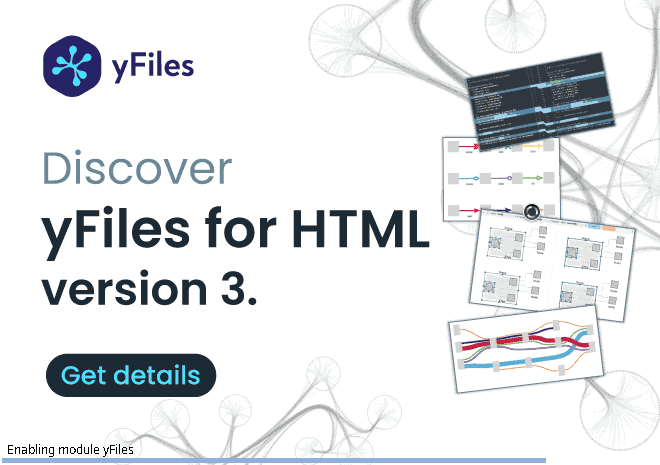 yFiles
Discover
yFiles for HTML
version 3.
Get details
Enabling module yFiles